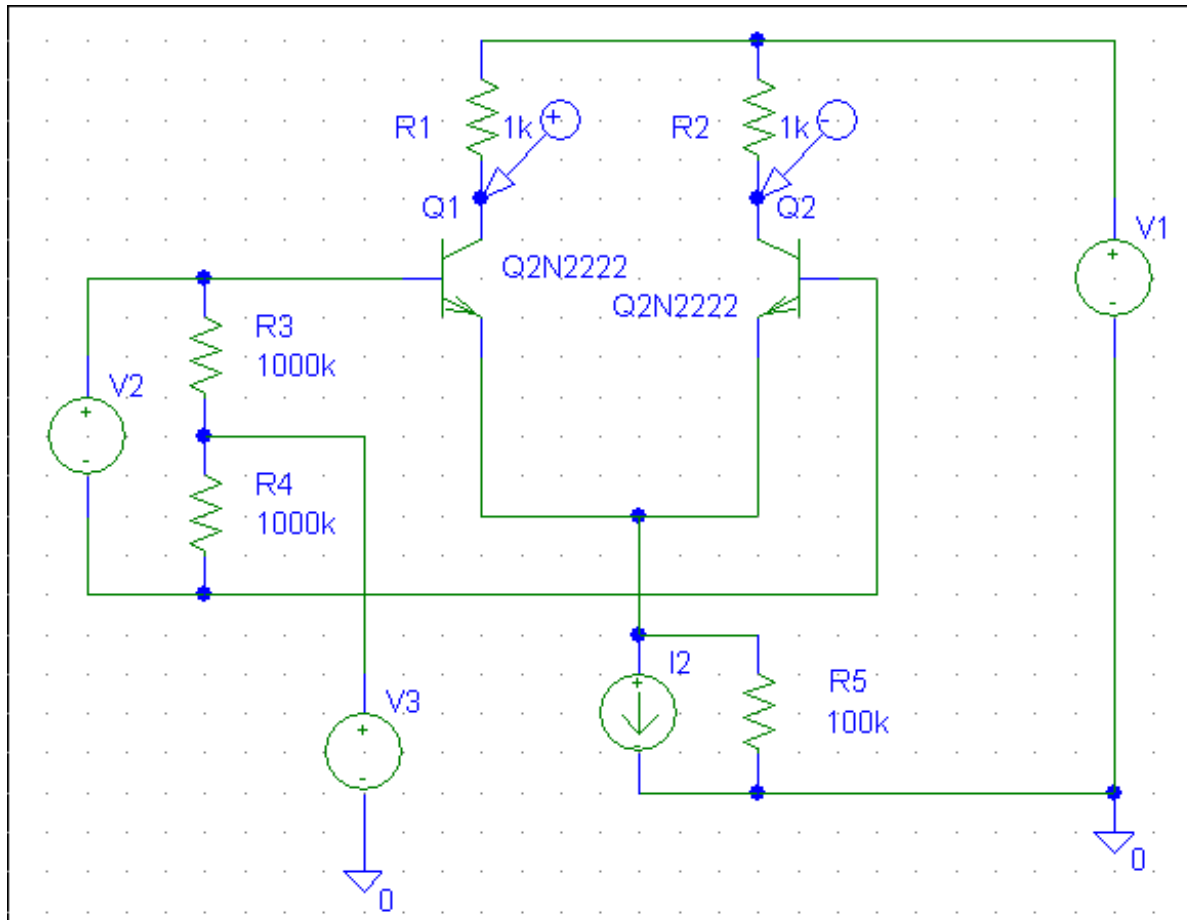 R1 1k +
R2 1k -
Q1
Q2
V1
+
-
Q2N2222
Q2N2222
R3
1000k
V2
+
-
R4
1000k
I2
+
-
R5
100k
V3
+
-
0
0